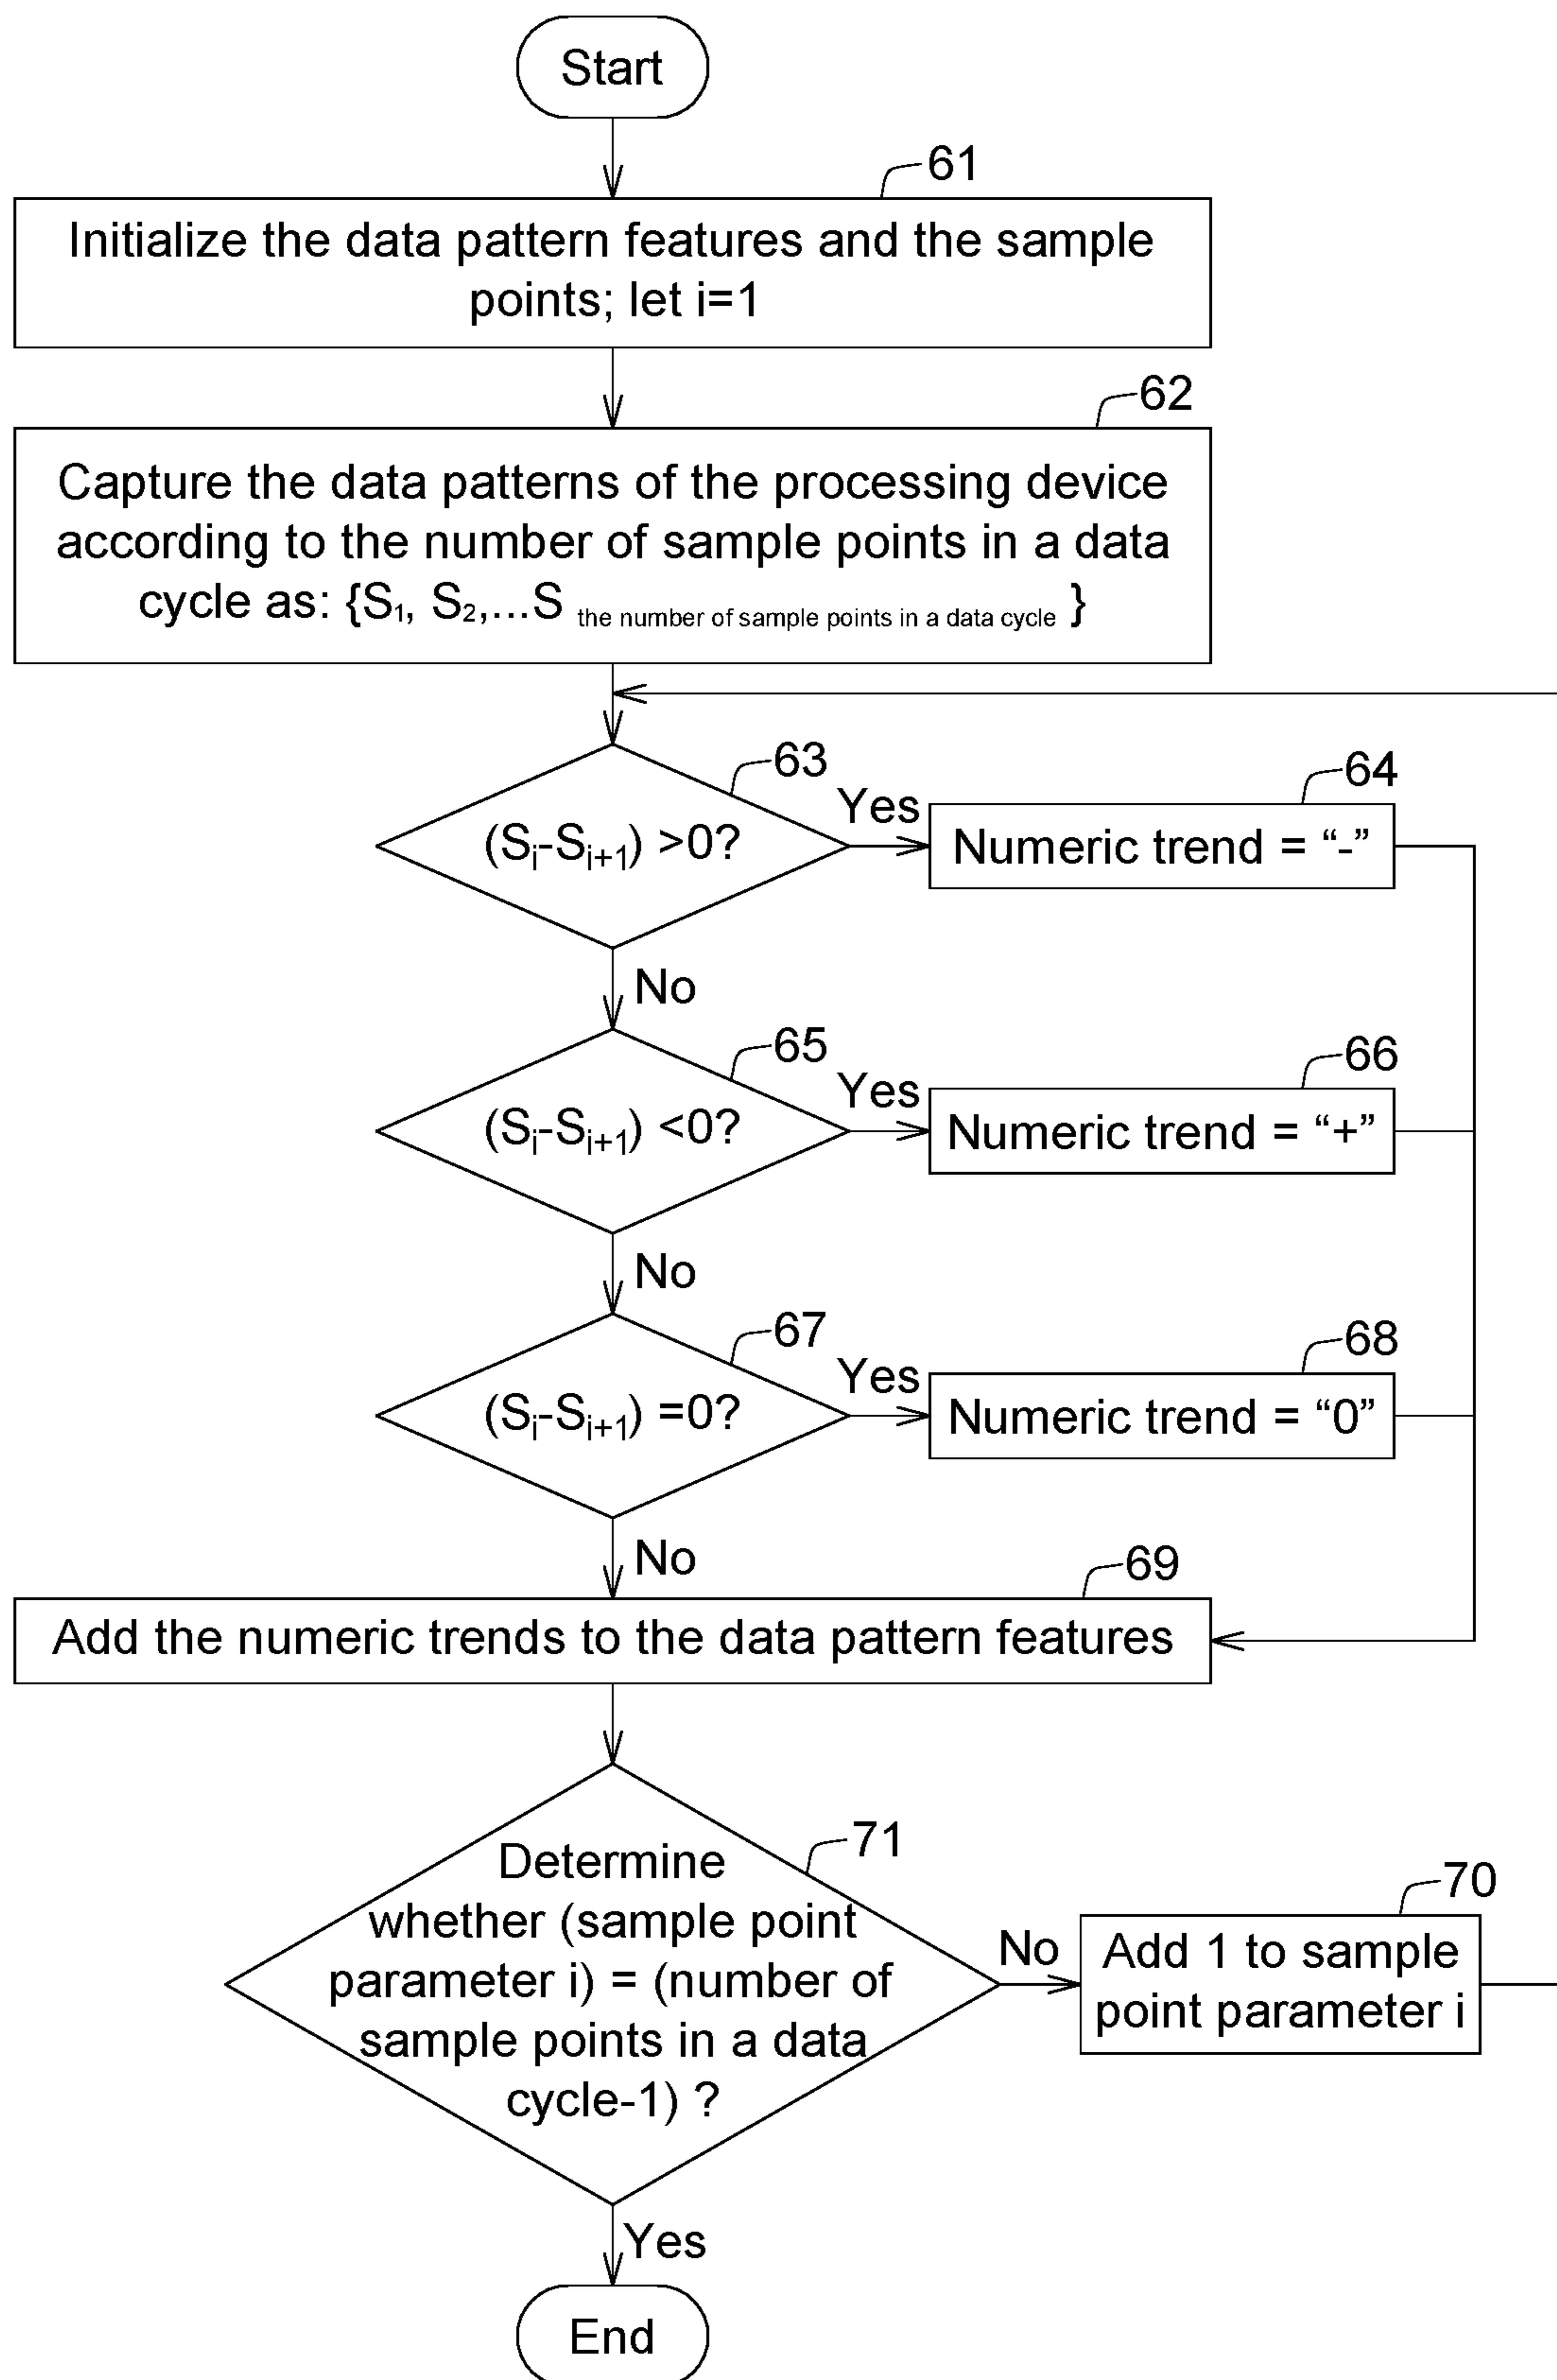 Start
61
Initialize the data pattern features and the sample
points; let i=1
62
Capture the data patterns of the processing device
according to the number of sample points in a data
cycle as: {S₁, S₂,...S the number of sample points in a data cycle }
63
(Sᵢ-Sᵢ₊₁) >0?
Yes
64
Numeric trend = “-”
No
65
(Sᵢ-Sᵢ₊₁) <0?
Yes
66
Numeric trend = “+”
No
67
(Sᵢ-Sᵢ₊₁) =0?
Yes
68
Numeric trend = “0”
No
69
Add the numeric trends to the data pattern features
71
Determine
whether (sample point
parameter i) = (number of
sample points in a data
cycle-1) ?
No
70
Add 1 to sample
point parameter i
Yes
End